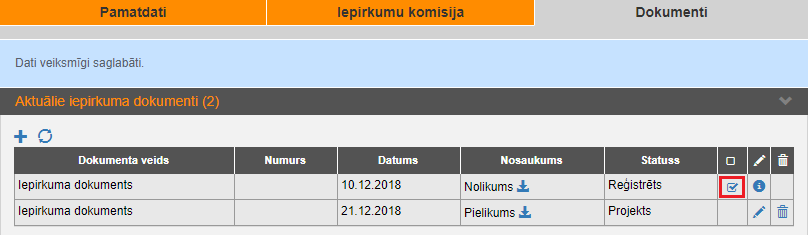 Pamatdati Iepirkumu komisija Dokumenti
Dati veiksmīgi saglabāti.
Aktuālie iepirkuma dokumenti (2)
Dokumenta veids Numurs Datums Nosaukums Statuss
Iepirkuma dokuments 10.12.2018 Nolikums Reģistrēts
Iepirkuma dokuments 21.12.2018 Pielikums Projekts